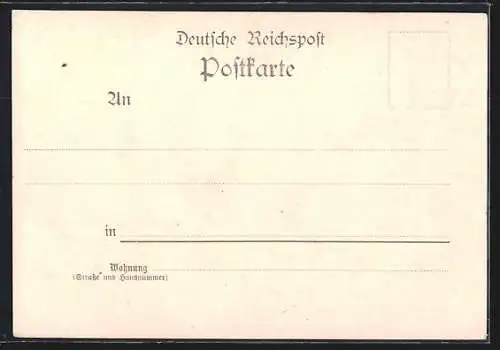 Deutsche Reichspost
Postkarte
An
in
Wohnung
(Straße und Hausnummer)